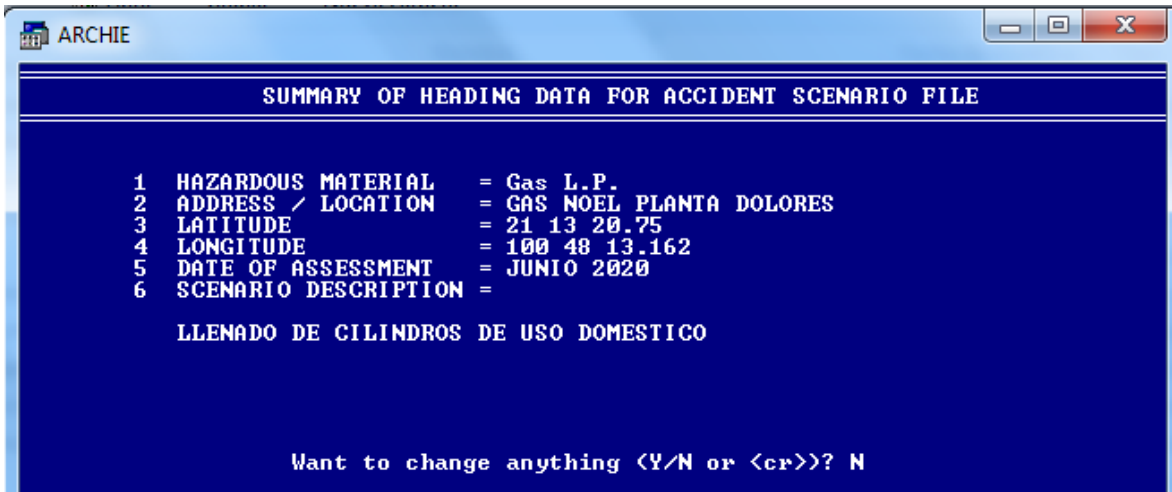 ARCHIE
SUMMARY OF HEADING DATA FOR ACCIDENT SCENARIO FILE
1 HAZARDOUS MATERIAL = Gas L.P.
2 ADDRESS / LOCATION = GAS NOEL PLANTA DOLORES
3 LATITUDE = 21 13 20.75
4 LONGITUDE = 100 48 13.162
5 DATE OF ASSESSMENT = JUNIO 2020
6 SCENARIO DESCRIPTION =
LLENADO DE CILINDROS DE USO DOMESTICO
Want to change anything (Y/N or <cr>)? N